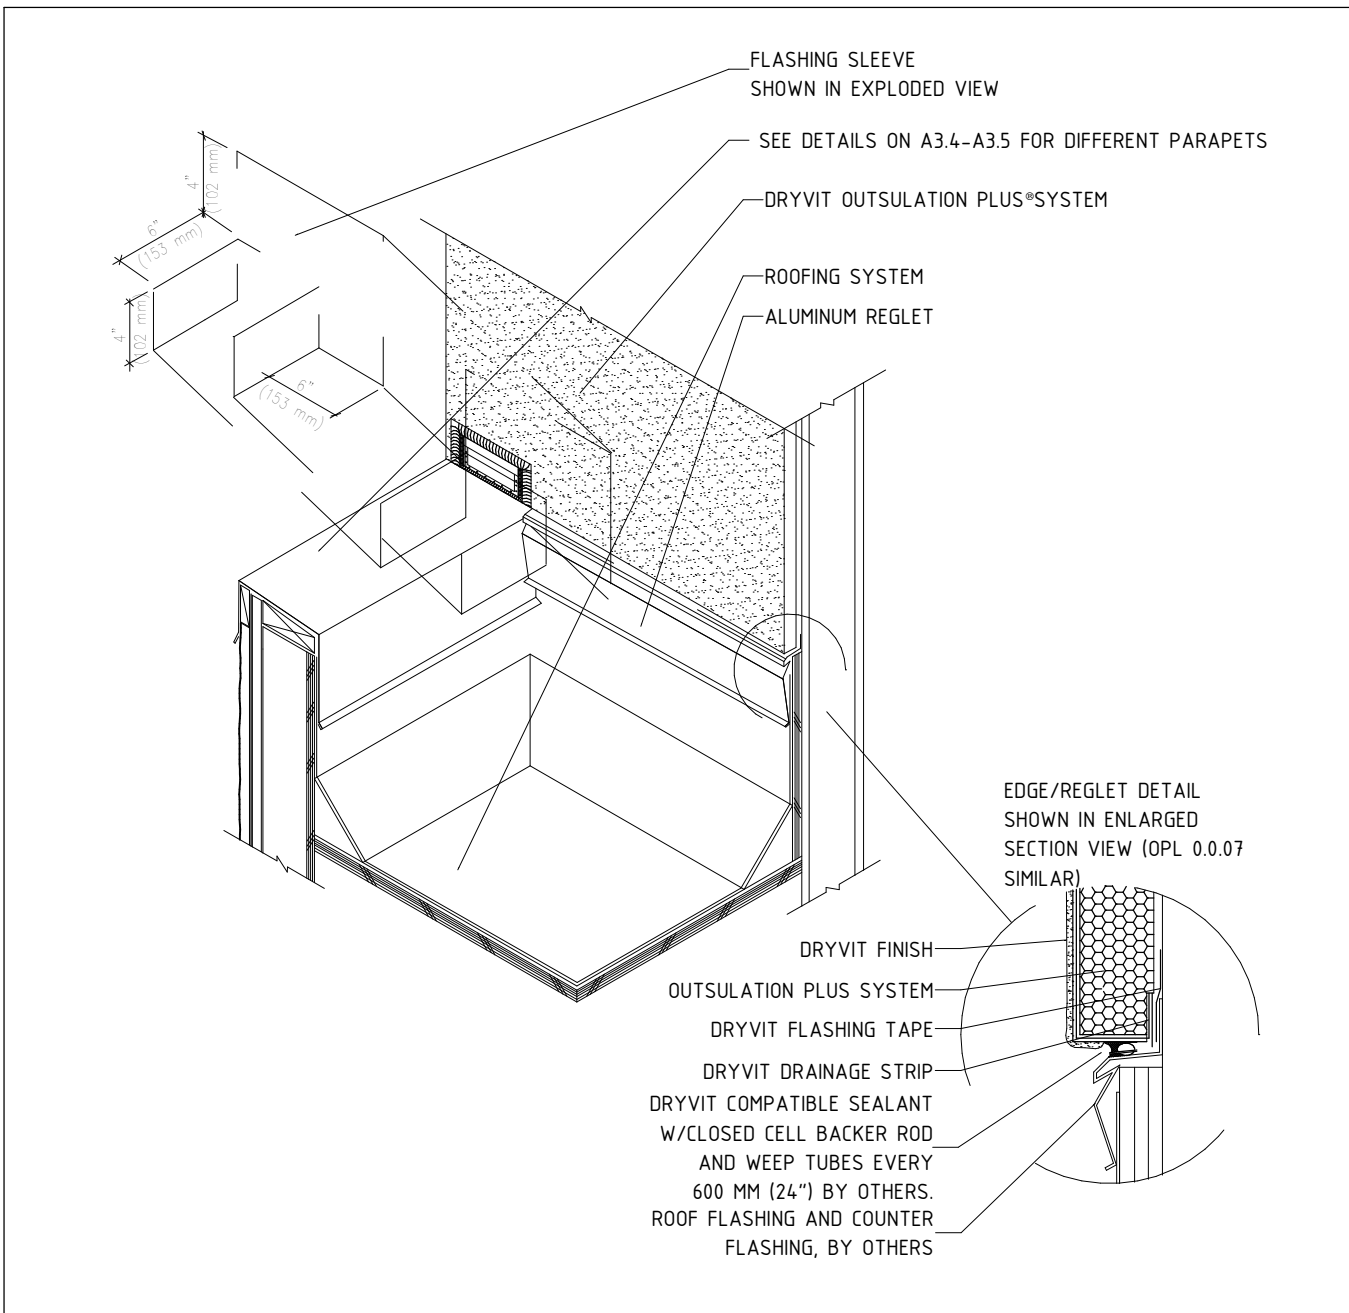 FLASHING SLEEVE
SHOWN IN EXPLODED VIEW
SEE DETAILS ON A3.4-A3.5 FOR DIFFERENT PARAPETS
DRYVIT OUTSULATION PLUS®SYSTEM
ROOFING SYSTEM
ALUMINUM REGLET
4"
(102 mm)
6"
(153 mm)
4"
(102 mm)
6"
(153 mm)
EDGE/REGLET DETAIL
SHOWN IN ENLARGED
SECTION VIEW (OPL 0.0.07
SIMILAR)
DRYVIT FINISH
OUTSULATION PLUS SYSTEM
DRYVIT FLASHING TAPE
DRYVIT DRAINAGE STRIP
DRYVIT COMPATIBLE SEALANT
W/CLOSED CELL BACKER ROD
AND WEEP TUBES EVERY
600 MM (24") BY OTHERS.
ROOF FLASHING AND COUNTER
FLASHING, BY OTHERS